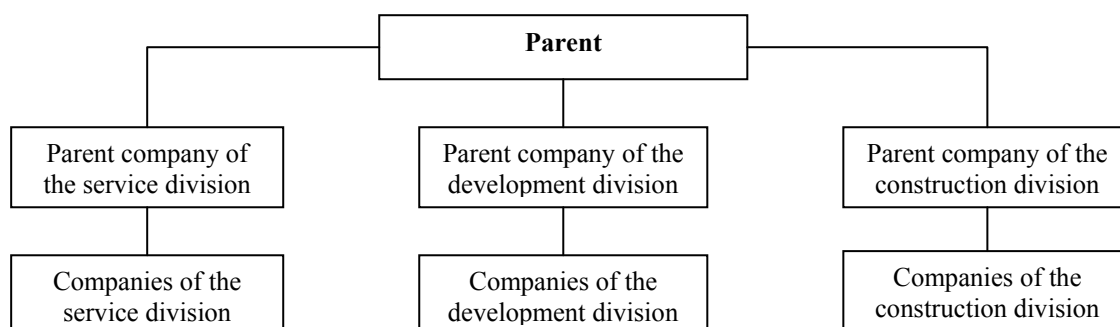 Parent
Parent company of
the service division
Parent company of the
development division
Parent company of the
construction division
Companies of the
service division
Companies of the
development division
Companies of the
construction division